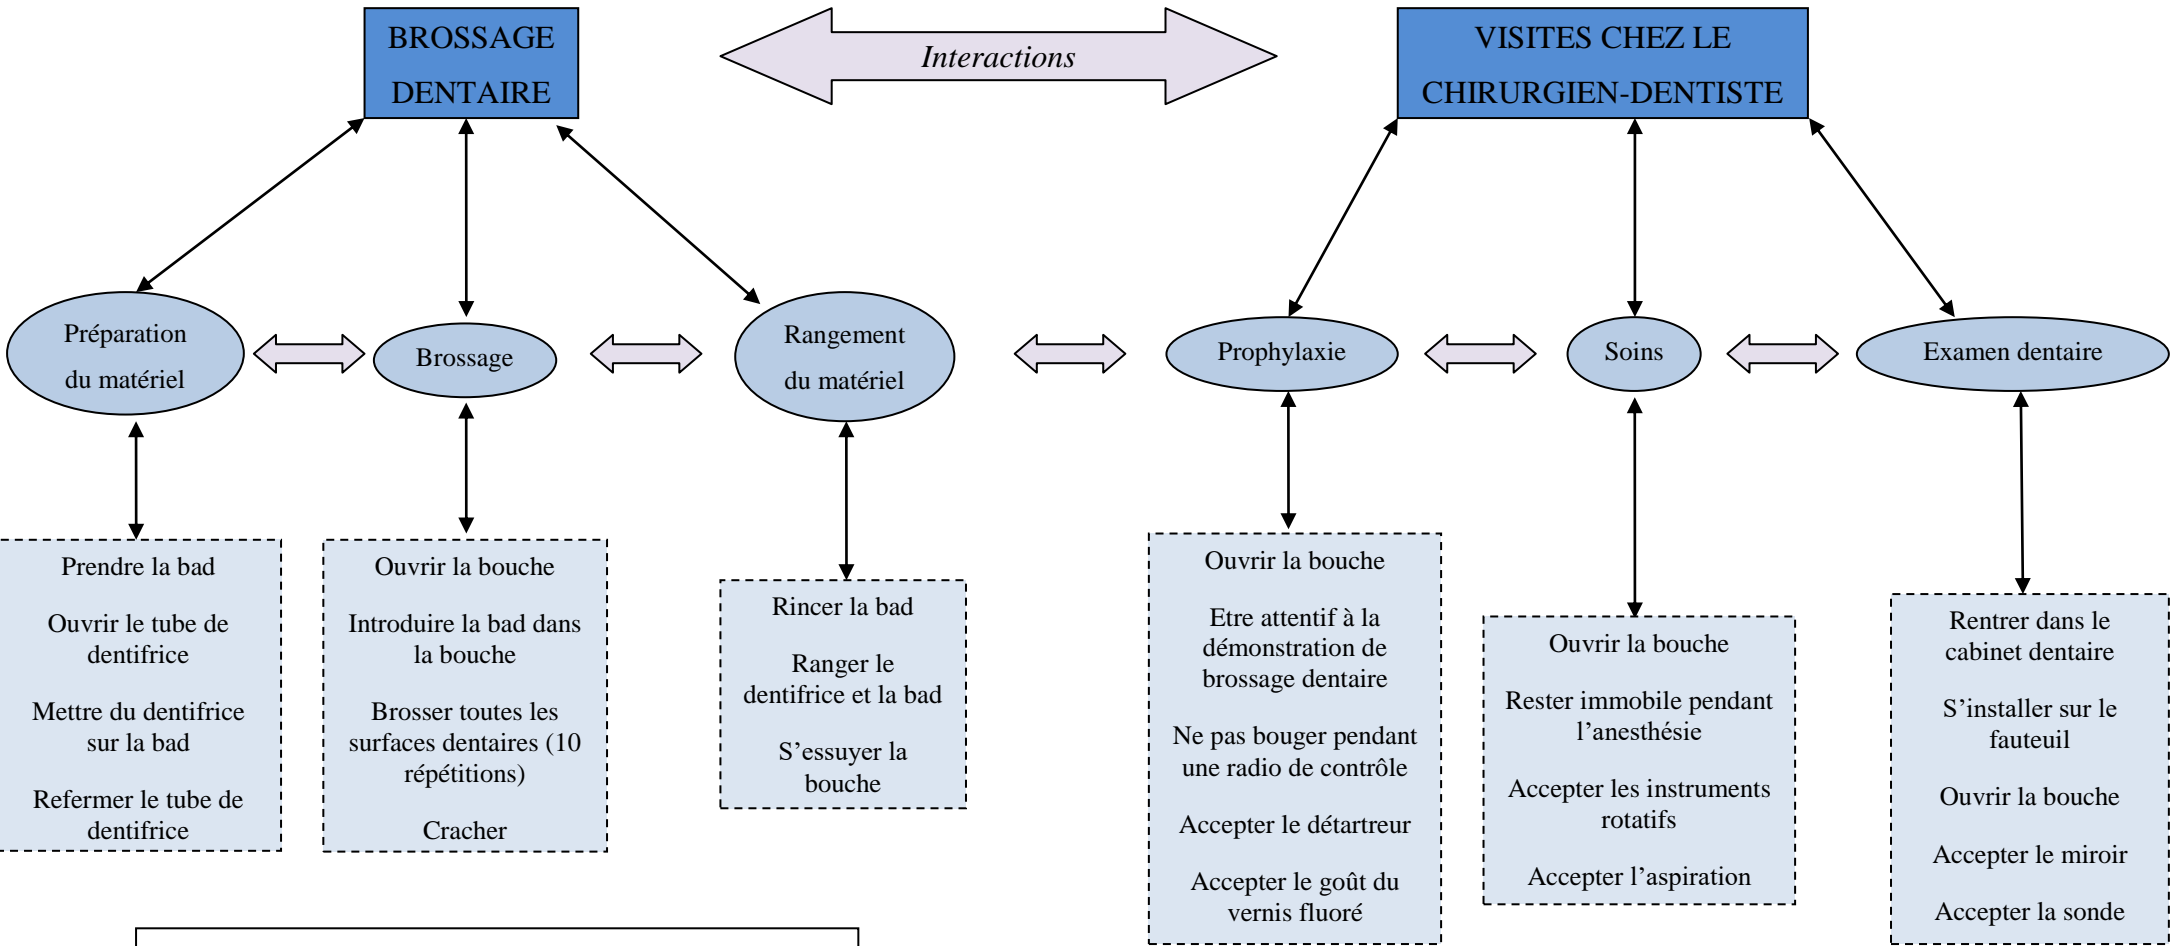 BROSSAGE
DENTAIRE
Interactions
VISITES CHEZ LE
CHIRURGIEN-DENTISTE
Préparation
du matériel
Brossage
Rangement
du matériel
Prophylaxie
Soins
Examen dentaire
Prendre la bad
Ouvrir le tube de
dentifrice
Mettre du dentifrice
sur la bad
Refermer le tube de
dentifrice
Ouvrir la bouche
Introduire la bad dans
la bouche
Brosser toutes les
surfaces dentaires (10
répétitions)
Cracher
Rincer la bad
Ranger le
dentifrice et la bad
S’essuyer la
bouche
Ouvrir la bouche
Etre attentif à la
démonstration de
brossage dentaire
Ne pas bouger pendant
une radio de contrôle
Accepter le détartreur
Accepter le goût du
vernis fluoré
Ouvrir la bouche
Rester immobile pendant
l’anesthésie
Accepter les instruments
rotatifs
Accepter l’aspiration
Rentrer dans le
cabinet dentaire
S’installer sur le
fauteuil
Ouvrir la bouche
Accepter le miroir
Accepter la sonde